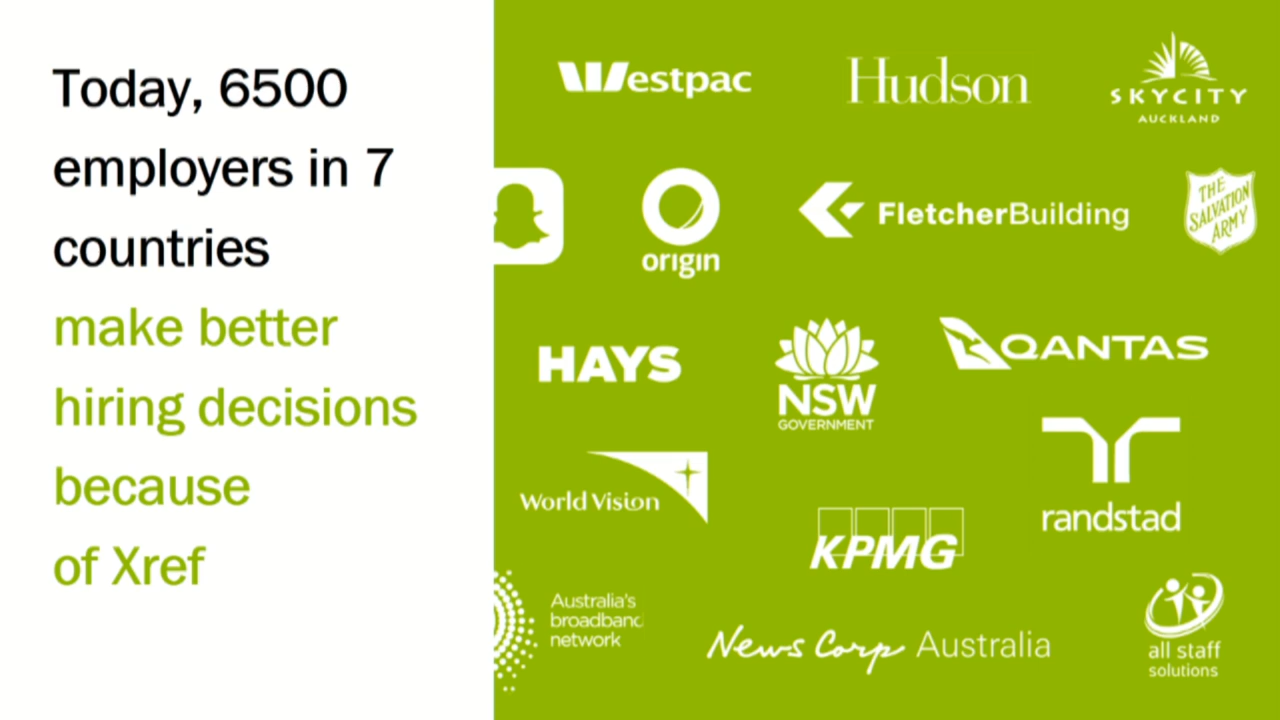 Today, 6500
employers in 7
countries
make better
hiring decisions
because
of Xref
Westpac
Hudson
SKYCITY
AUCKLAND
origin
FletcherBuilding
THE
SALVATION
ARMY
HAYS
NSW
GOVERNMENT
QANTAS
World Vision
randstad
KPMG
Australia's
broadband
network
News Corp Australia
all staff
solutions